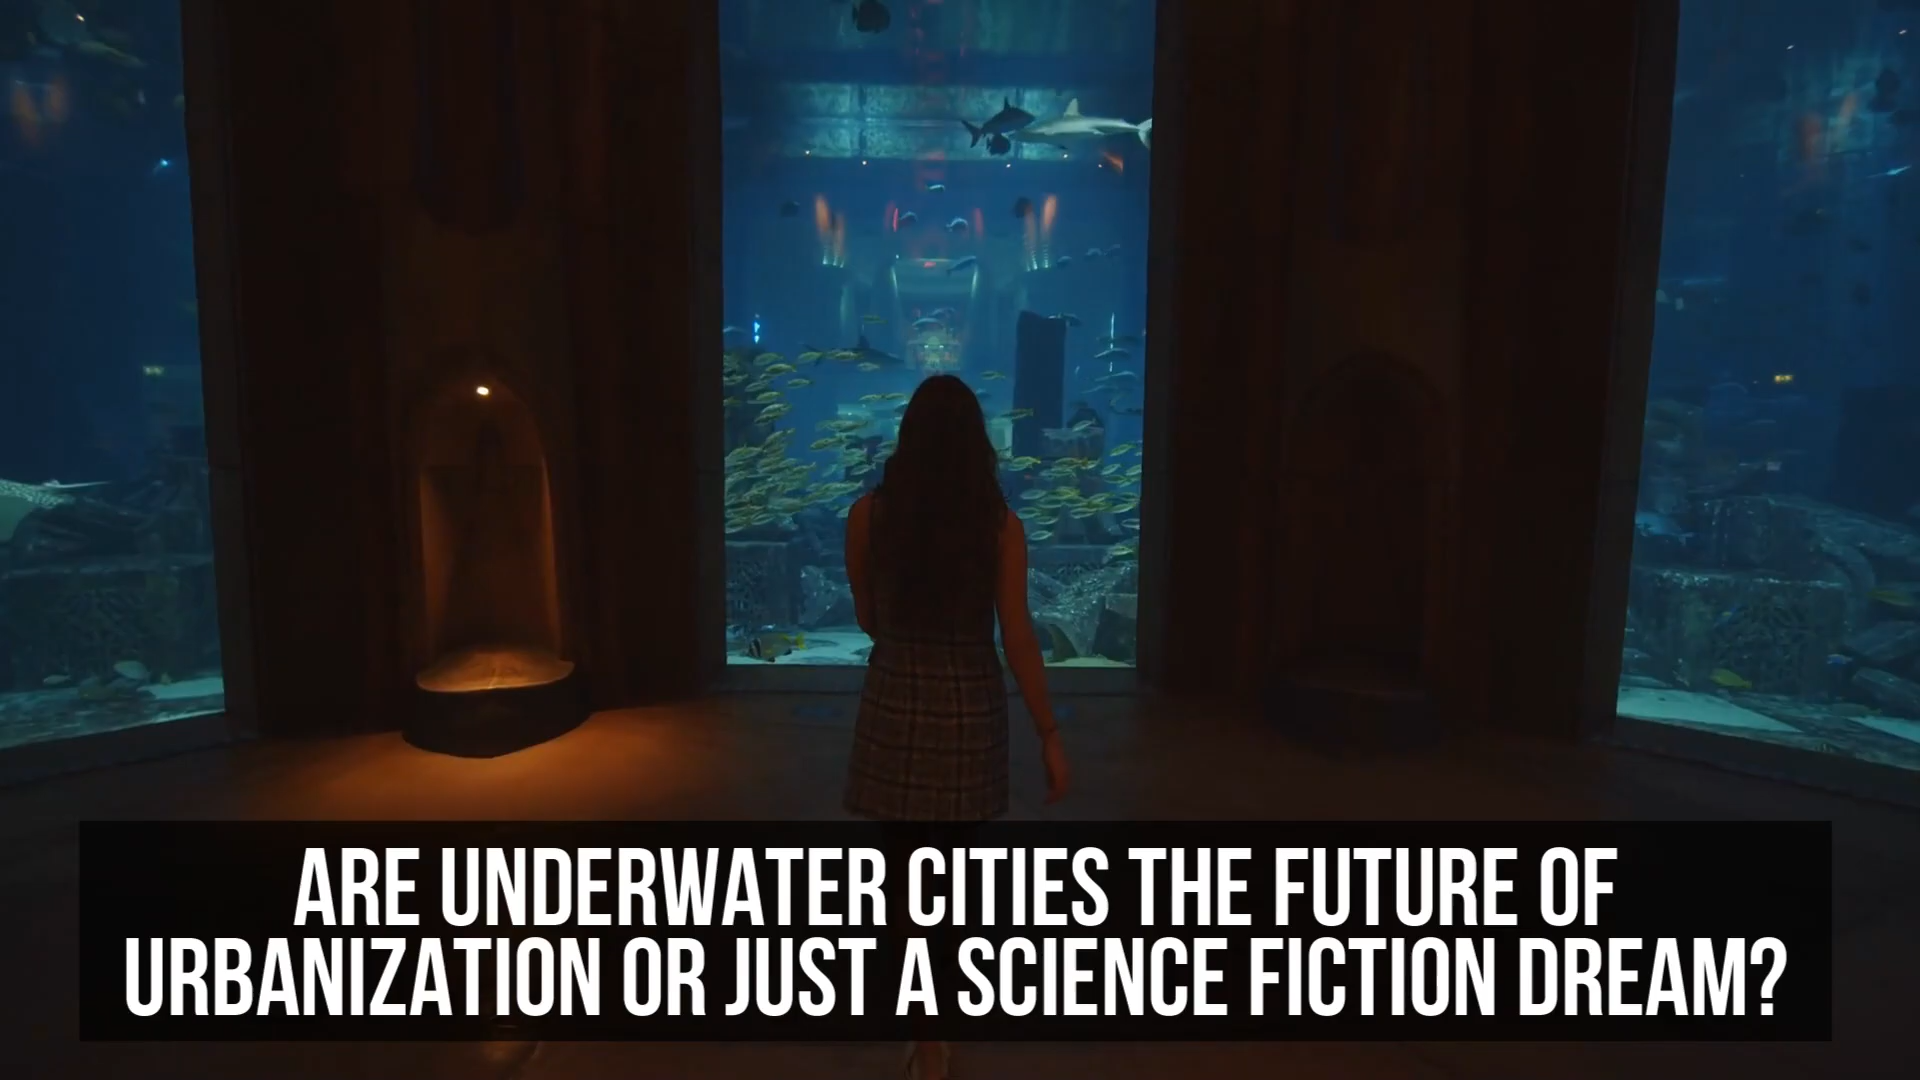 ARE UNDERWATER CITIES THE FUTURE OF
URBANIZATION OR JUST A SCIENCE FICTION DREAM?